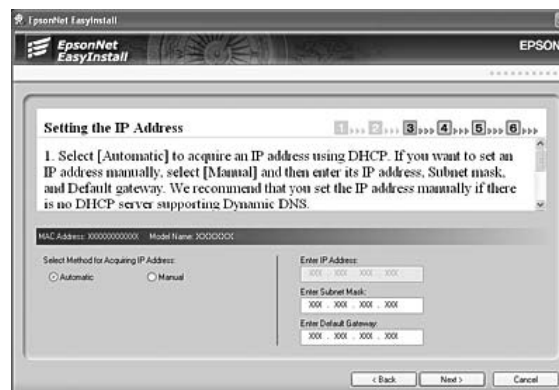 EpsonNet EasyInstall
EpsonNet
EasyInstall
EPSON
Setting the IP Address
1 2 3 4 5 6
1. Select [Automatic] to acquire an IP address using DHCP. If you want to set an
IP address manually, select [Manual] and then enter its IP address, Subnet mask,
and Default gateway. We recommend that you set the IP address manually if there
is no DHCP server supporting Dynamic DNS.
MAC Address: XXXXXXXXXXXX Model Name: XXXXXXX
Select Method for Acquiring IP Address:
Automatic
Manual
Enter IP Address:
XXX . XXX . XXX . XXX
Enter Subnet Mask:
XXX . XXX . XXX . XXX
Enter Default Gateway:
XXX . XXX . XXX . XXX
< Back
Next >
Cancel